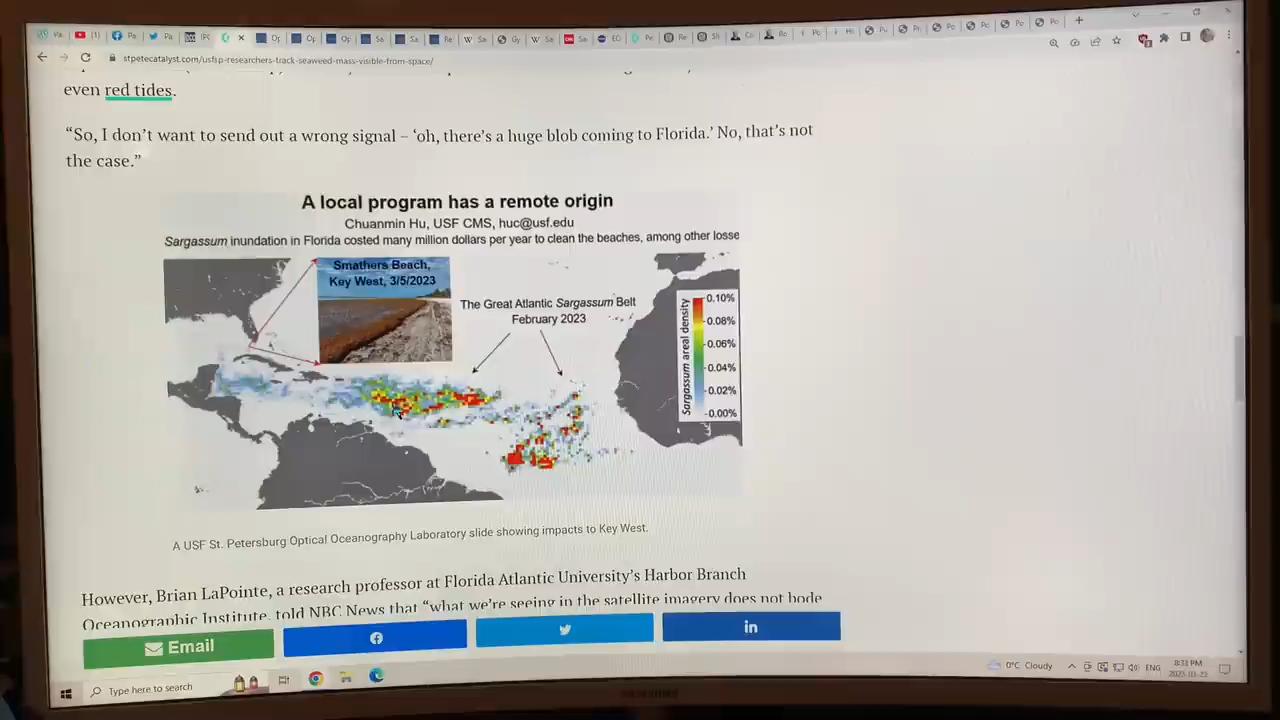 stpetecatalyst.com/usfsp-researchers-track-seaweed-mass-visible-from-space/
even red tides.
“So, I don’t want to send out a wrong signal – ‘oh, there’s a huge blob coming to Florida.’ No, that’s not
the case.”
A local program has a remote origin
Chuanmin Hu, USF CMS, huc@usf.edu
Sargassum inundation in Florida costed many million dollars per year to clean the beaches, among other losse
Smathers Beach,
Key West, 3/5/2023
The Great Atlantic Sargassum Belt
February 2023
Sargassum areal density
0.10%
0.08%
0.06%
0.04%
0.02%
0.00%
A USF St. Petersburg Optical Oceanography Laboratory slide showing impacts to Key West.
However, Brian LaPointe, a research professor at Florida Atlantic University’s Harbor Branch
Oceanographic Institute, told NBC News that “what we’re seeing in the satellite imagery does not bode
Email
in
Type here to search
0°C Cloudy
ENG
8:33 PM